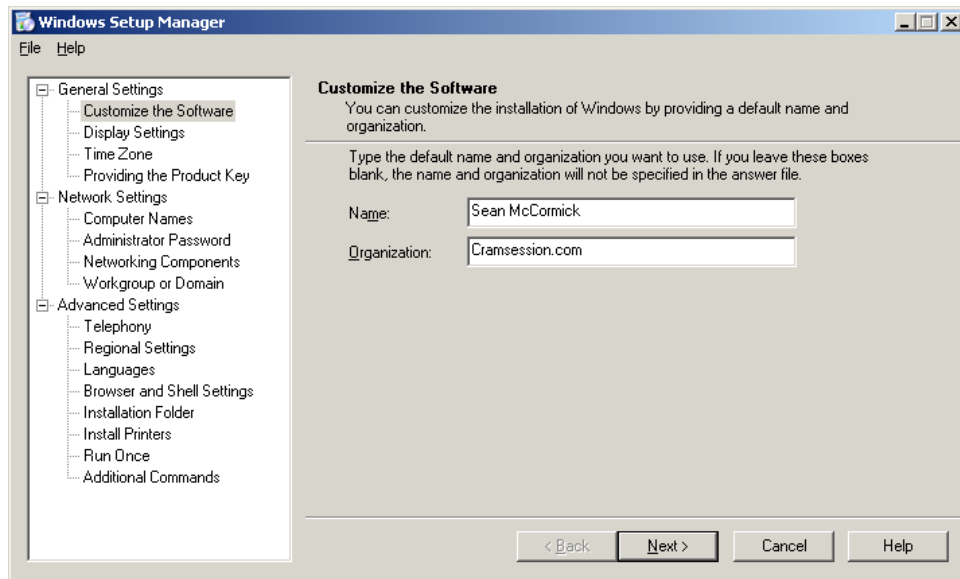 Windows Setup Manager
File Help
General Settings
Customize the Software
Display Settings
Time Zone
Providing the Product Key
Network Settings
Computer Names
Administrator Password
Networking Components
Workgroup or Domain
Advanced Settings
Telephony
Regional Settings
Languages
Browser and Shell Settings
Installation Folder
Install Printers
Run Once
Additional Commands
Customize the Software
You can customize the installation of Windows by providing a default name and
organization.
Type the default name and organization you want to use. If you leave these boxes
blank, the name and organization will not be specified in the answer file.
Name: Sean McCormick
Organization: Cramsession.com
< Back Next > Cancel Help